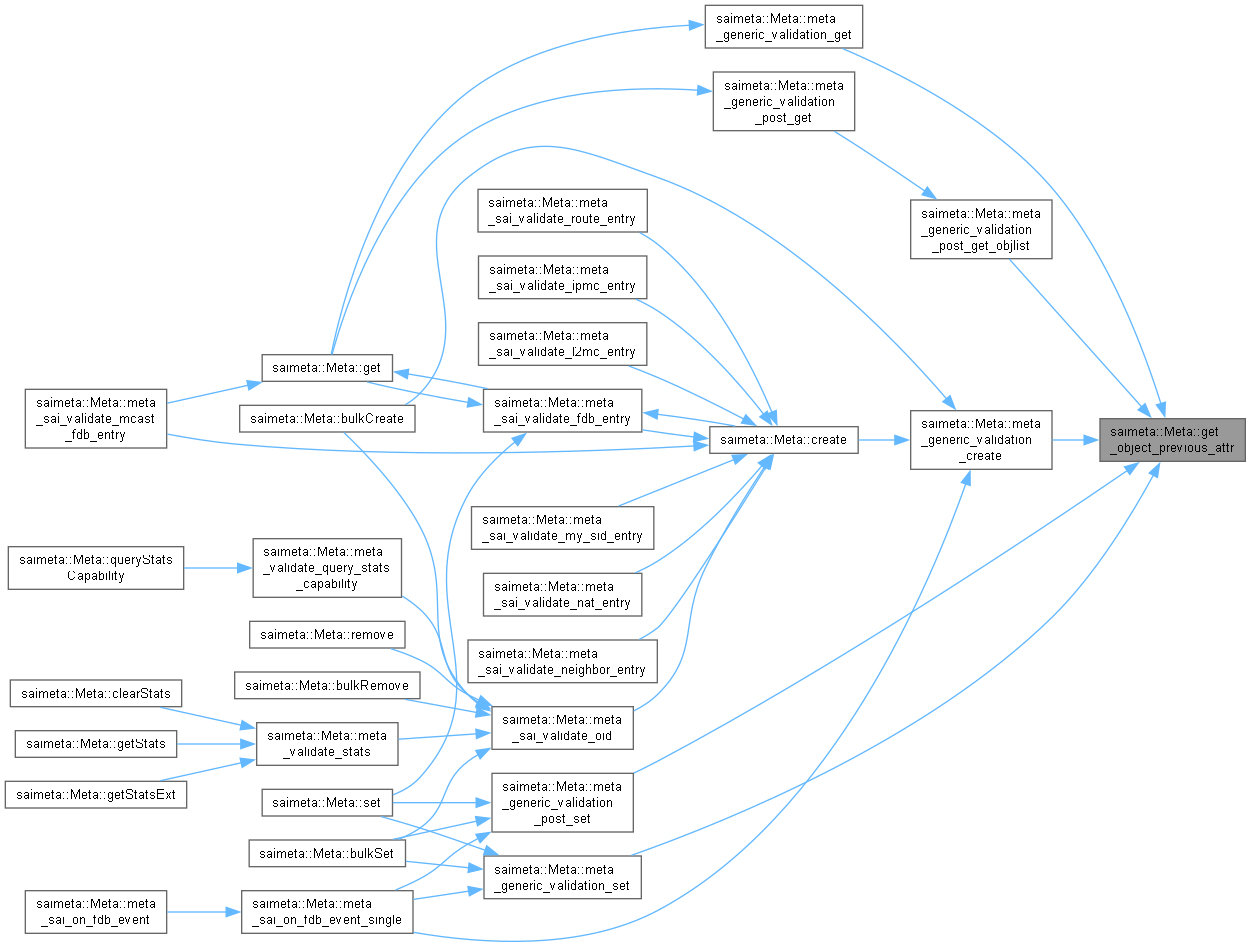 saimeta::Meta::meta
_generic_validation_get
saimeta::Meta::meta
_generic_validation
_post_get
saimeta::Meta::meta
_sai_validate_route_entry
saimeta::Meta::meta
_generic_validation
_post_get_objlist
saimeta::Meta::meta
_sai_validate_ipmc_entry
saimeta::Meta::meta
_sai_validate_l2mc_entry
saimeta::Meta::get
saimeta::Meta::meta
_sai_validate_mcast
_fdb_entry
saimeta::Meta::bulkCreate
saimeta::Meta::meta
_sai_validate_fdb_entry
saimeta::Meta::create
saimeta::Meta::meta
_generic_validation
_create
saimeta::Meta::get
_object_previous_attr
saimeta::Meta::meta
_sai_validate_my_sid_entry
saimeta::Meta::queryStats
Capability
saimeta::Meta::meta
_validate_query_stats
_capability
saimeta::Meta::meta
_sai_validate_nat_entry
saimeta::Meta::remove
saimeta::Meta::meta
_sai_validate_neighbor_entry
saimeta::Meta::bulkRemove
saimeta::Meta::clearStats
saimeta::Meta::meta
_sai_validate_oid
saimeta::Meta::getStats
saimeta::Meta::meta
_validate_stats
saimeta::Meta::getStatsExt
saimeta::Meta::set
saimeta::Meta::meta
_generic_validation
_post_set
saimeta::Meta::bulkSet
saimeta::Meta::meta
_generic_validation_set
saimeta::Meta::meta
_sai_on_fdb_event
saimeta::Meta::meta
_sai_on_fdb_event_single